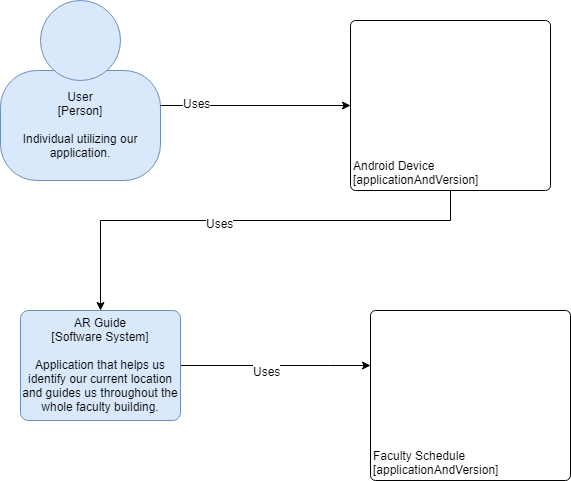 User
[Person]
Individual utilizing our
application.
Uses
Android Device
[applicationAndVersion]
Uses
AR Guide
[Software System]
Application that helps us
identify our current location
and guides us throughout the
whole faculty building.
Uses
Faculty Schedule
[applicationAndVersion]